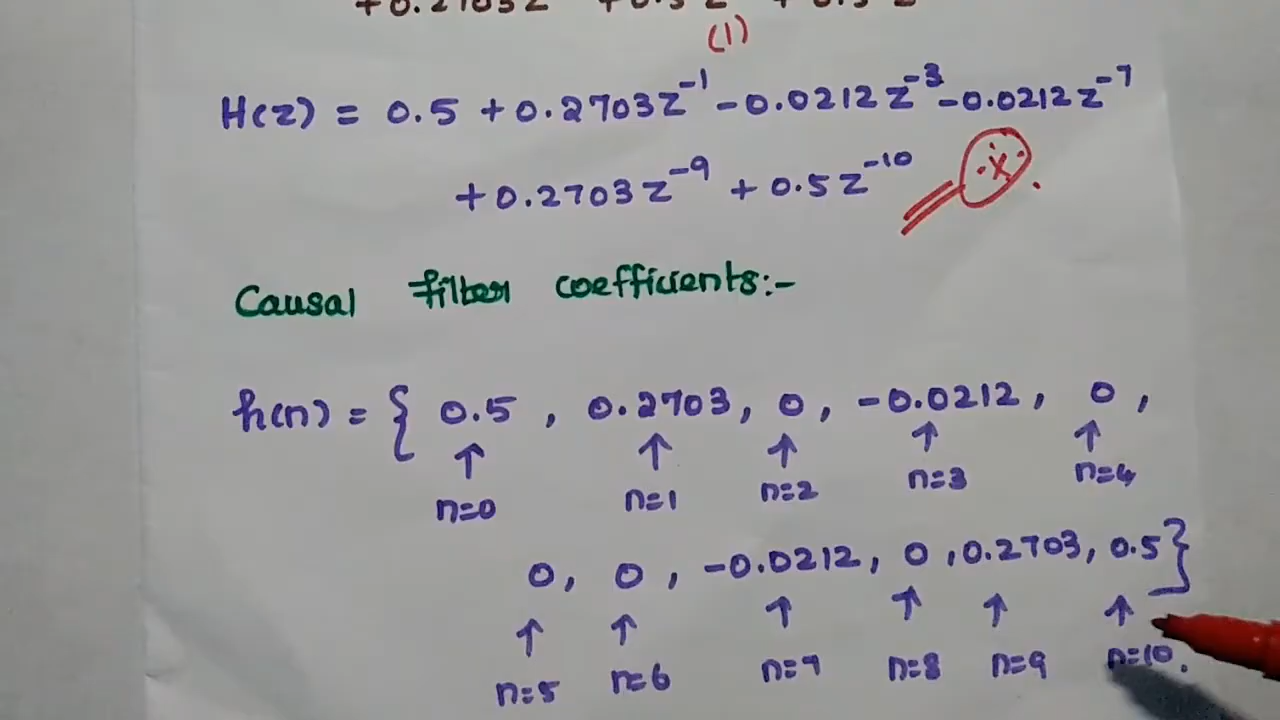 +0.2703z
(1)
H(z) = 0.5 + 0.2703z⁻¹ - 0.0212z⁻³ - 0.0212z⁻⁷
+ 0.2703z⁻⁹ + 0.5z⁻¹⁰
Causal filter coefficients:-
h(n) = { 0.5 , 0.2703, 0 , -0.0212 , 0 ,
↑ ↑ ↑ ↑ ↑
n=0 n=1 n=2 n=3 n=4
0, 0 , -0.0212, 0 , 0.2703, 0.5 }
↑ ↑ ↑ ↑ ↑ ↑
n=5 n=6 n=7 n=8 n=9 n=10.